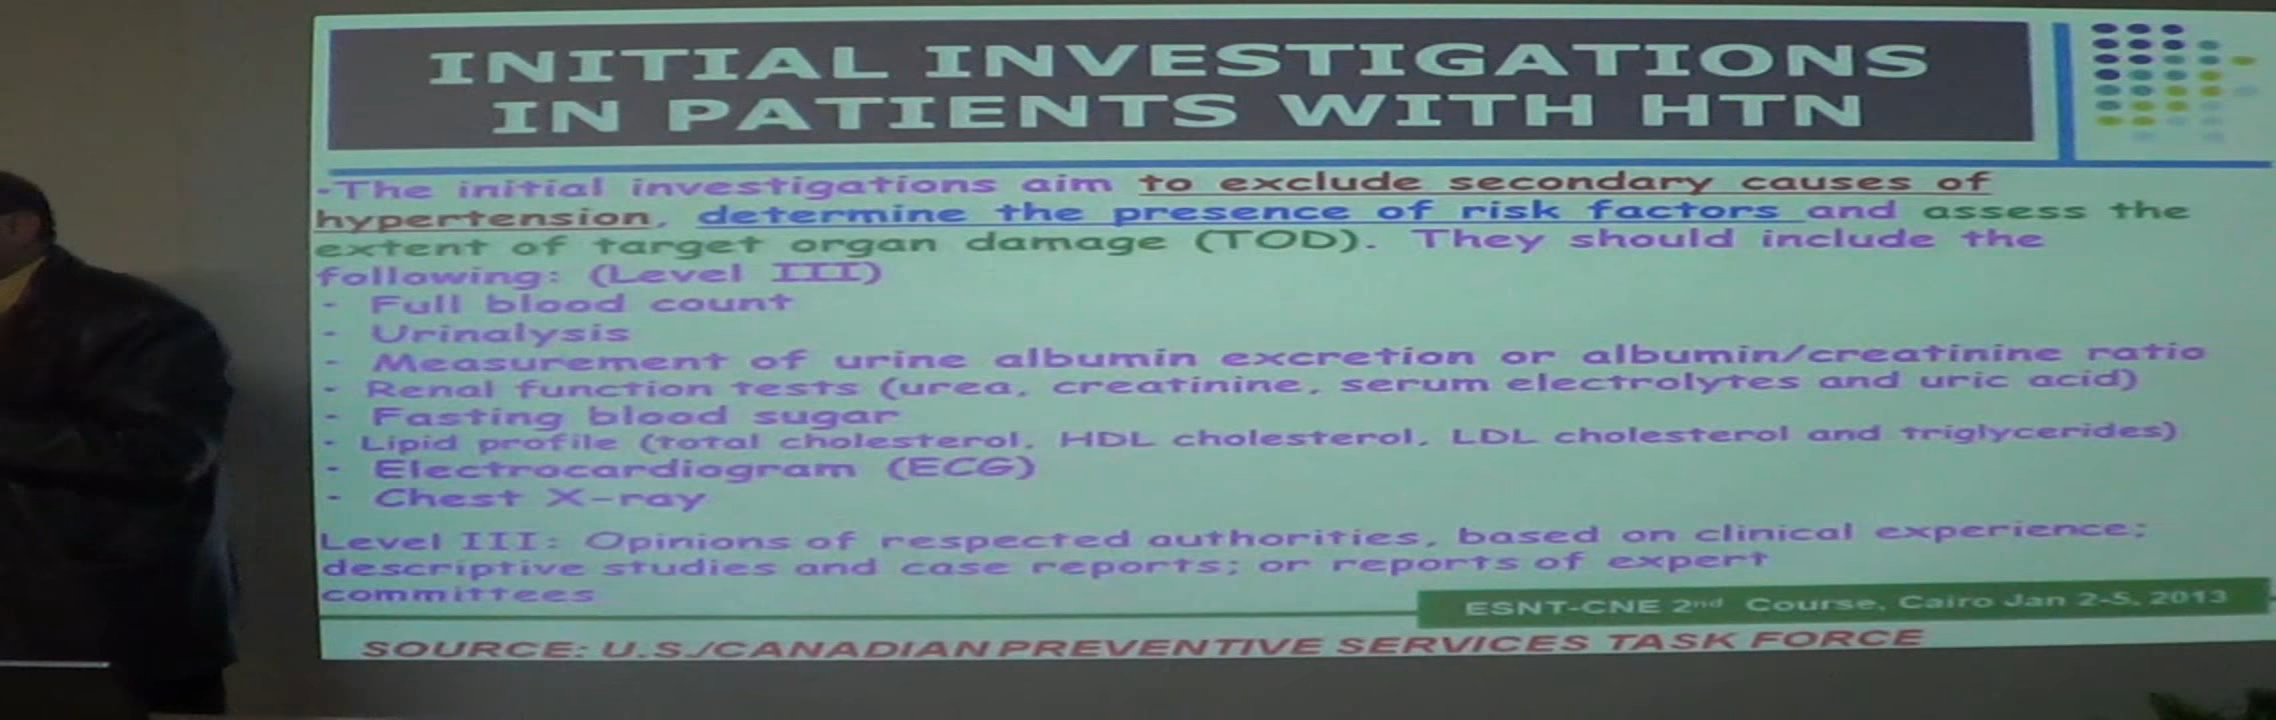 INITIAL INVESTIGATIONS
IN PATIENTS WITH HTN
-The initial investigations aim to exclude secondary causes of
hypertension, determine the presence of risk factors and assess the
extent of target organ damage (TOD). They should include the
following: (Level III)
- Full blood count
- Urinalysis
- Measurement of urine albumin excretion or albumin/creatinine ratio
- Renal function tests (urea, creatinine, serum electrolytes and uric acid)
- Fasting blood sugar
- Lipid profile (total cholesterol, HDL cholesterol, LDL cholesterol and triglycerides)
- Electrocardiogram (ECG)
- Chest X-ray
Level III: Opinions of respected authorities, based on clinical experience;
descriptive studies and case reports; or reports of expert
committees
ESNT-CNE 2nd Course, Cairo Jan 2-5, 2013
SOURCE: U.S./CANADIAN PREVENTIVE SERVICES TASK FORCE